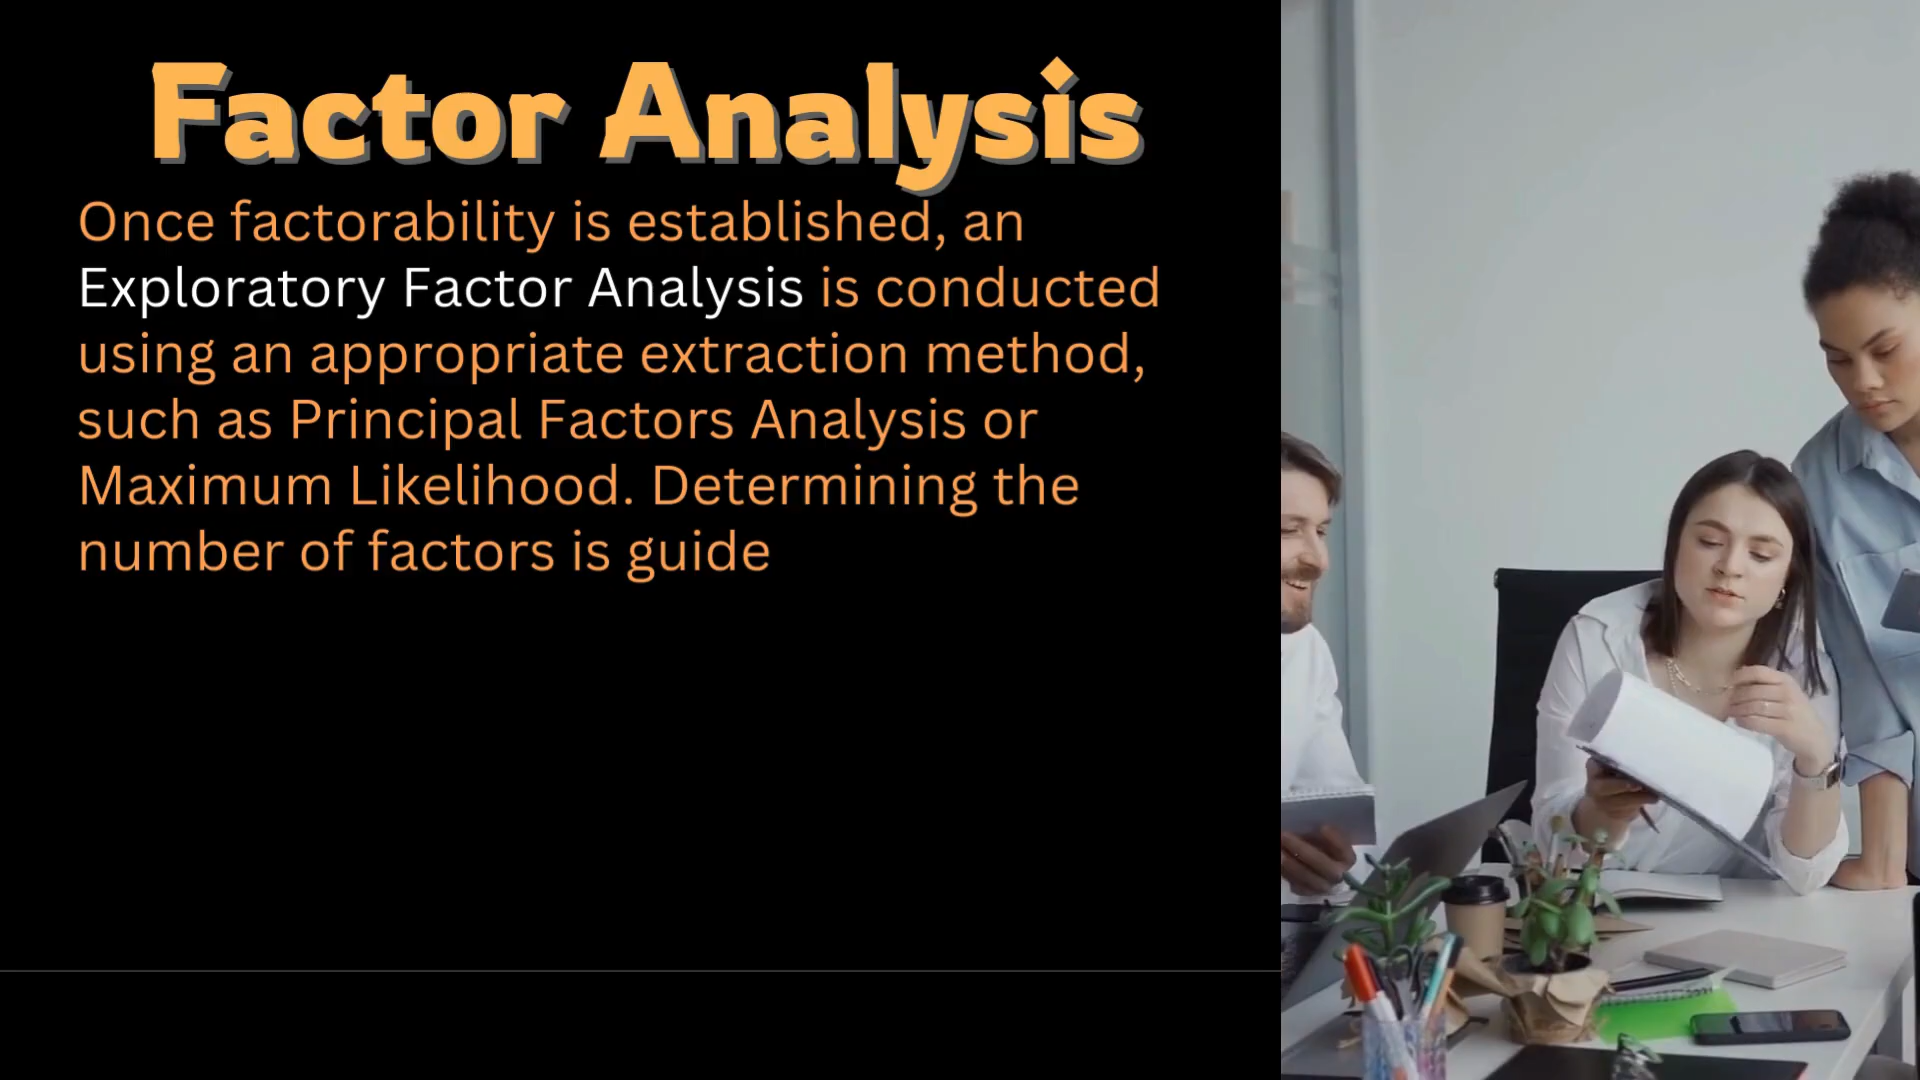 Factor Analysis
Once factorability is established, an
Exploratory Factor Analysis is conducted
using an appropriate extraction method,
such as Principal Factors Analysis or
Maximum Likelihood. Determining the
number of factors is guide